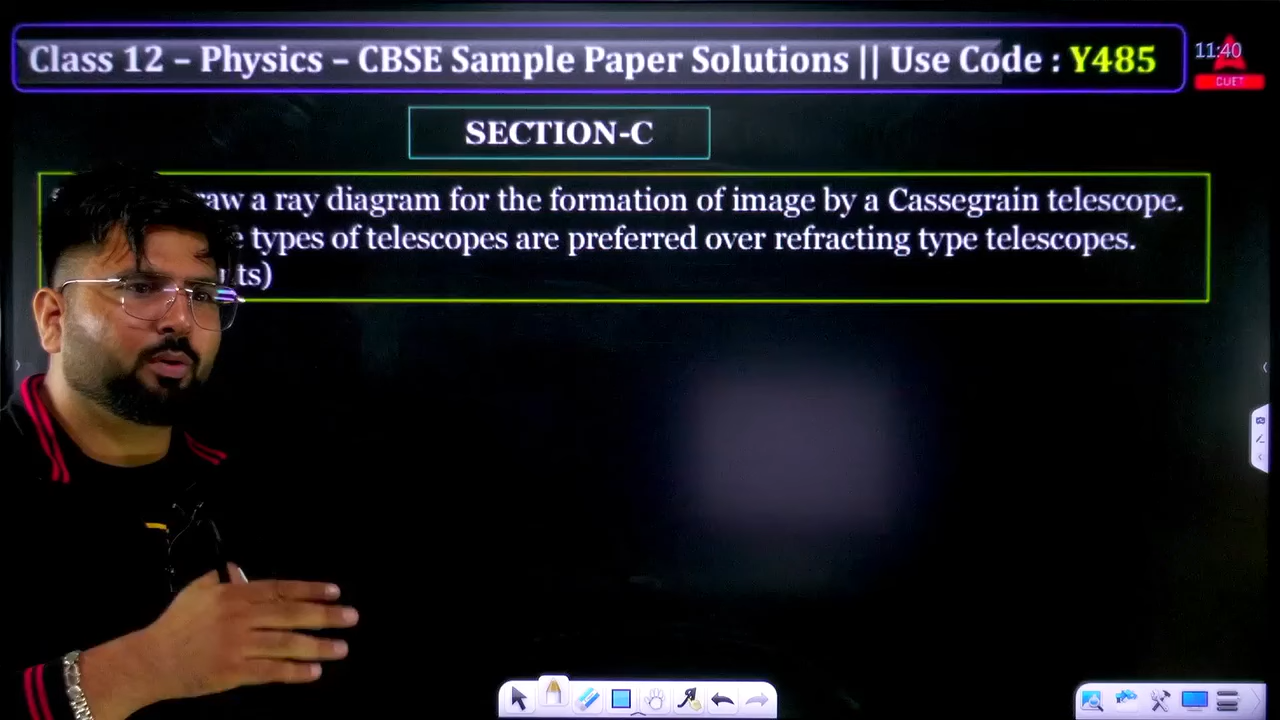 Class 12 – Physics – CBSE Sample Paper Solutions || Use Code : Y485
11:40
CUET
SECTION-C
raw a ray diagram for the formation of image by a Cassegrain telescope.
e types of telescopes are preferred over refracting type telescopes.
ts)